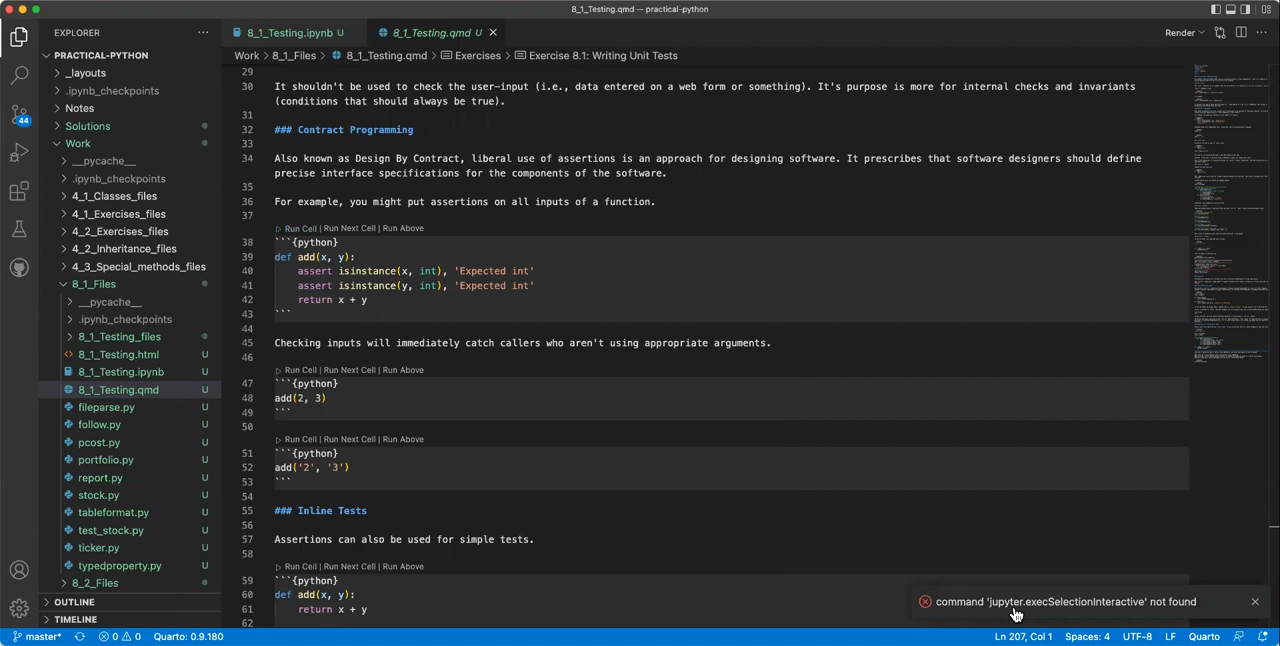 8_1_Testing.qmd — practical-python
EXPLORER
8_1_Testing.ipynb U
8_1_Testing.qmd U
Render
PRACTICAL-PYTHON
Work > 8_1_Files > 8_1_Testing.qmd > Exercises > Exercise 8.1: Writing Unit Tests
_layouts
.ipynb_checkpoints
Notes
Solutions
Work
__pycache__
.ipynb_checkpoints
4_1_Classes_files
4_1_Exercises_files
4_2_Exercises_files
4_2_Inheritance_files
4_3_Special_methods_files
8_1_Files
__pycache__
.ipynb_checkpoints
8_1_Testing_files
8_1_Testing.html U
8_1_Testing.ipynb U
8_1_Testing.qmd U
fileparse.py U
follow.py U
pcost.py U
portfolio.py U
report.py U
stock.py U
tableformat.py U
test_stock.py U
ticker.py U
typedproperty.py U
8_2_Files
OUTLINE
TIMELINE
44
29
30 It shouldn't be used to check the user-input (i.e., data entered on a web form or something). It's purpose is more for internal checks and invariants
(conditions that should always be true).
31
32 ### Contract Programming
33
34 Also known as Design By Contract, liberal use of assertions is an approach for designing software. It prescribes that software designers should define
precise interface specifications for the components of the software.
35
36 For example, you might put assertions on all inputs of a function.
37
Run Cell | Run Next Cell | Run Above
38 ```{python}
39 def add(x, y):
40     assert isinstance(x, int), 'Expected int'
41     assert isinstance(y, int), 'Expected int'
42     return x + y
43 ```
44
45 Checking inputs will immediately catch callers who aren't using appropriate arguments.
46
Run Cell | Run Next Cell | Run Above
47 ```{python}
48 add(2, 3)
49 ```
50
Run Cell | Run Next Cell | Run Above
51 ```{python}
52 add('2', '3')
53 ```
54
55 ### Inline Tests
56
57 Assertions can also be used for simple tests.
58
Run Cell | Run Next Cell | Run Above
59 ```{python}
60 def add(x, y):
61     return x + y
62
command 'jupyter.execSelectionInteractive' not found
master* 0 0 Quarto: 0.9.180
Ln 207, Col 1 Spaces: 4 UTF-8 LF Quarto